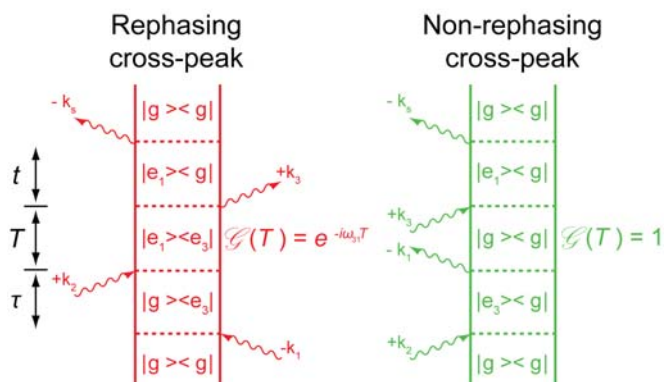 Rephasing
cross-peak
- kₛ
|g >< g|
t
|e₁>< g|
+k₃
T
|e₁><e₃|
𝒢(T) = e -iω₃₁T
+k₂
τ
|g ><e₃|
-k₁
|g >< g|
Non-rephasing
cross-peak
- kₛ
|g >< g|
|e₁>< g|
+k₃
|g >< g|
𝒢(T) = 1
- k₁
|e₃>< g|
+k₂
|g >< g|